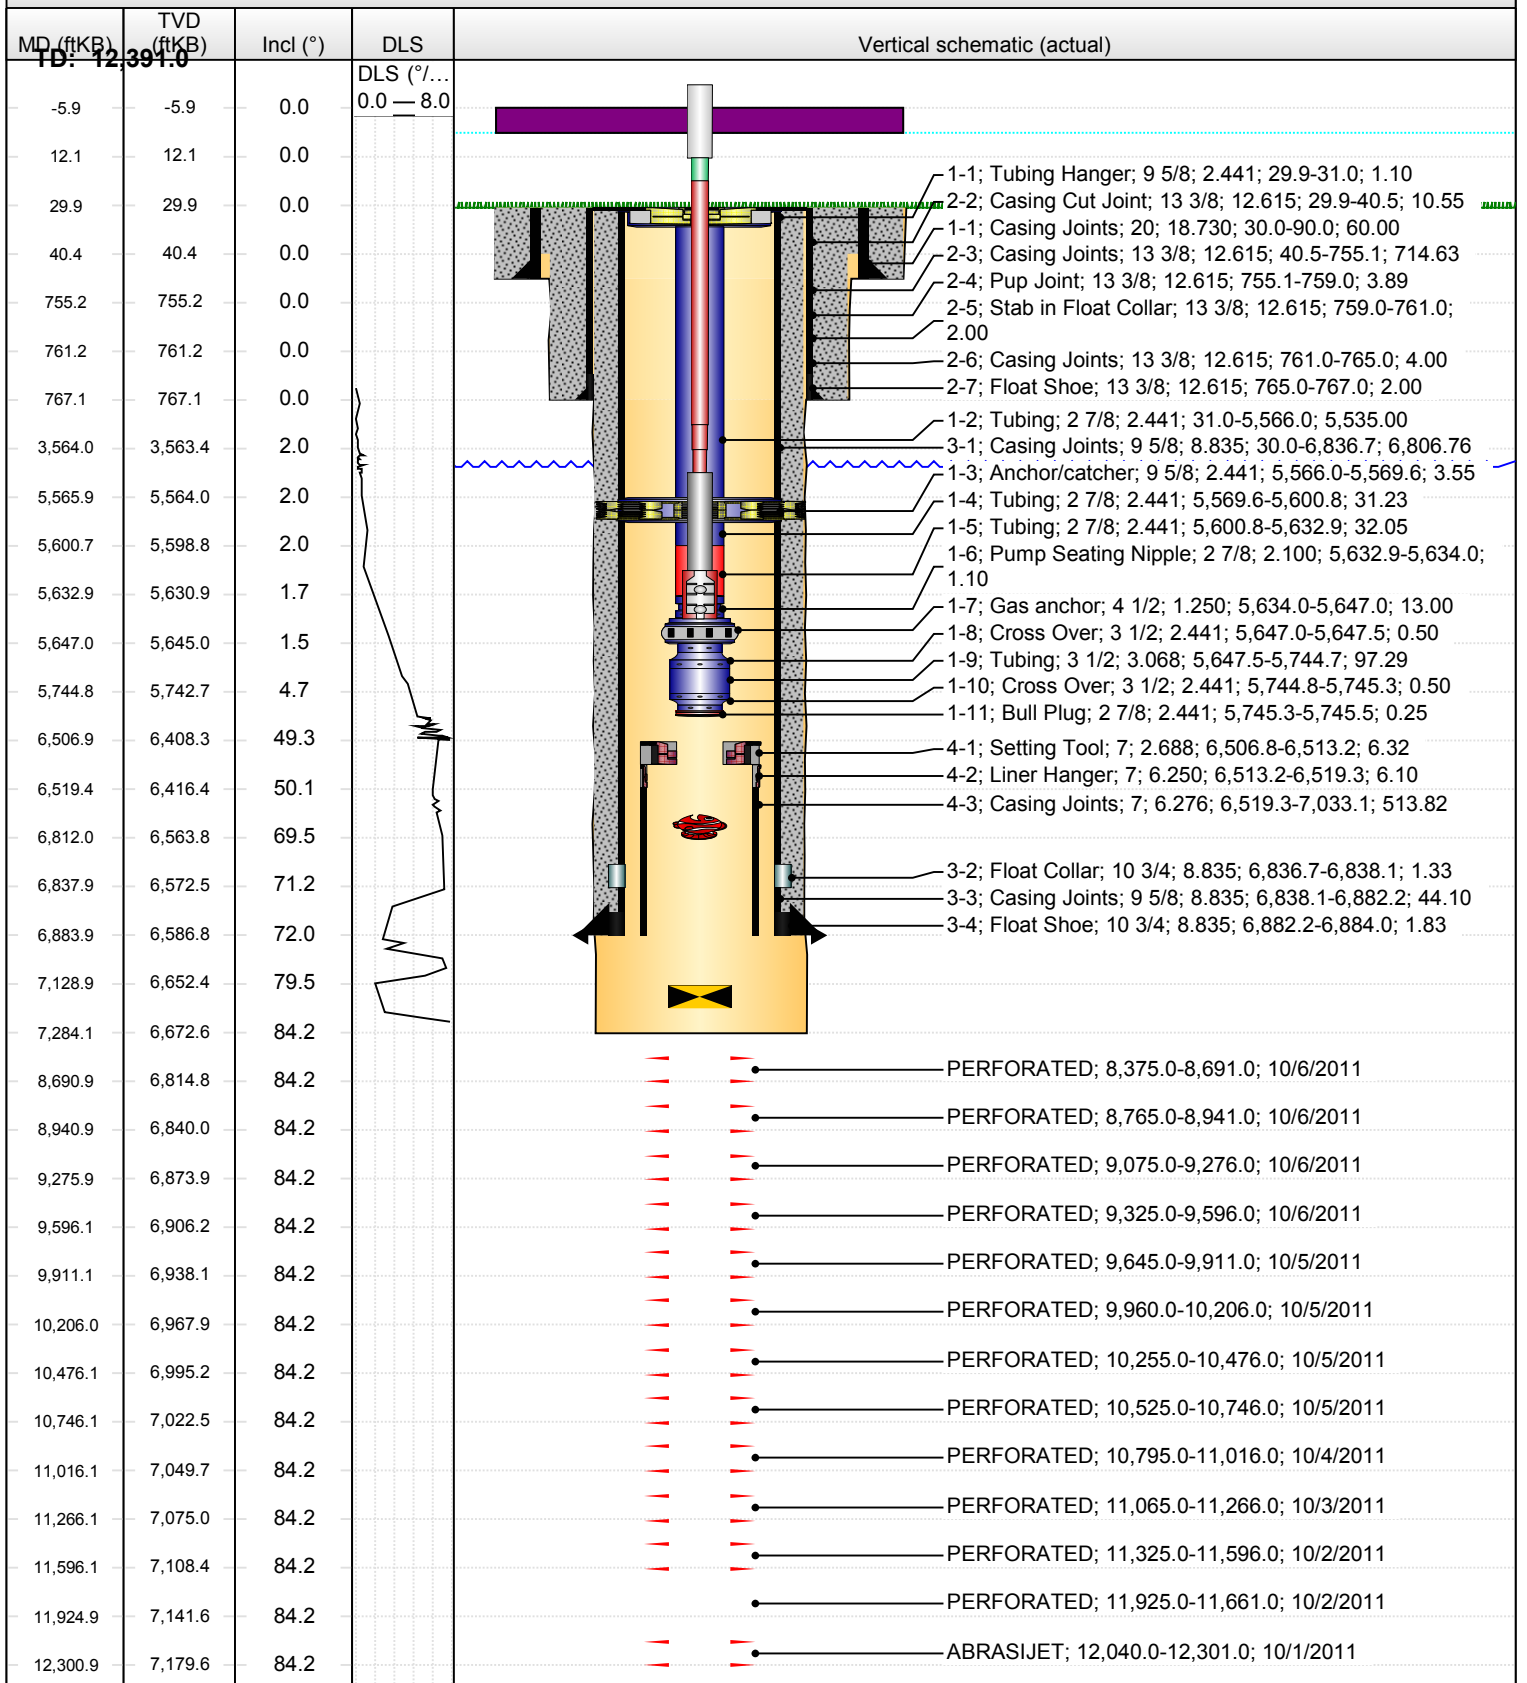 MD (ftKB) TVD (ftKB) Incl (°) DLS Vertical schematic (actual)
TD: 12,391.0
DLS (°/...
0.0 8.0
-5.9 -5.9 0.0
12.1 12.1 0.0
1-1; Tubing Hanger; 9 5/8; 2.441; 29.9-31.0; 1.10
29.9 29.9 0.0
2-2; Casing Cut Joint; 13 3/8; 12.615; 29.9-40.5; 10.55
1-1; Casing Joints; 20; 18.730; 30.0-90.0; 60.00
40.4 40.4 0.0
2-3; Casing Joints; 13 3/8; 12.615; 40.5-755.1; 714.63
2-4; Pup Joint; 13 3/8; 12.615; 755.1-759.0; 3.89
755.2 755.2 0.0
2-5; Stab in Float Collar; 13 3/8; 12.615; 759.0-761.0;
2.00
761.2 761.2 0.0
2-6; Casing Joints; 13 3/8; 12.615; 761.0-765.0; 4.00
2-7; Float Shoe; 13 3/8; 12.615; 765.0-767.0; 2.00
767.1 767.1 0.0
1-2; Tubing; 2 7/8; 2.441; 31.0-5,566.0; 5,535.00
3,564.0 3,563.4 2.0
3-1; Casing Joints; 9 5/8; 8.835; 30.0-6,836.7; 6,806.76
1-3; Anchor/catcher; 9 5/8; 2.441; 5,566.0-5,569.6; 3.55
5,565.9 5,564.0 2.0
1-4; Tubing; 2 7/8; 2.441; 5,569.6-5,600.8; 31.23
1-5; Tubing; 2 7/8; 2.441; 5,600.8-5,632.9; 32.05
5,600.7 5,598.8 2.0
1-6; Pump Seating Nipple; 2 7/8; 2.100; 5,632.9-5,634.0;
1.10
5,632.9 5,630.9 1.7
1-7; Gas anchor; 4 1/2; 1.250; 5,634.0-5,647.0; 13.00
1-8; Cross Over; 3 1/2; 2.441; 5,647.0-5,647.5; 0.50
5,647.0 5,645.0 1.5
1-9; Tubing; 3 1/2; 3.068; 5,647.5-5,744.7; 97.29
1-10; Cross Over; 3 1/2; 2.441; 5,744.8-5,745.3; 0.50
5,744.8 5,742.7 4.7
1-11; Bull Plug; 2 7/8; 2.441; 5,745.3-5,745.5; 0.25
6,506.9 6,408.3 49.3
4-1; Setting Tool; 7; 2.688; 6,506.8-6,513.2; 6.32
4-2; Liner Hanger; 7; 6.250; 6,513.2-6,519.3; 6.10
6,519.4 6,416.4 50.1
4-3; Casing Joints; 7; 6.276; 6,519.3-7,033.1; 513.82
6,812.0 6,563.8 69.5
3-2; Float Collar; 10 3/4; 8.835; 6,836.7-6,838.1; 1.33
6,837.9 6,572.5 71.2
3-3; Casing Joints; 9 5/8; 8.835; 6,838.1-6,882.2; 44.10
3-4; Float Shoe; 10 3/4; 8.835; 6,882.2-6,884.0; 1.83
6,883.9 6,586.8 72.0
7,128.9 6,652.4 79.5
7,284.1 6,672.6 84.2
PERFORATED; 8,375.0-8,691.0; 10/6/2011
8,690.9 6,814.8 84.2
PERFORATED; 8,765.0-8,941.0; 10/6/2011
8,940.9 6,840.0 84.2
PERFORATED; 9,075.0-9,276.0; 10/6/2011
9,275.9 6,873.9 84.2
PERFORATED; 9,325.0-9,596.0; 10/6/2011
9,596.1 6,906.2 84.2
PERFORATED; 9,645.0-9,911.0; 10/5/2011
9,911.1 6,938.1 84.2
PERFORATED; 9,960.0-10,206.0; 10/5/2011
10,206.0 6,967.9 84.2
PERFORATED; 10,255.0-10,476.0; 10/5/2011
10,476.1 6,995.2 84.2
PERFORATED; 10,525.0-10,746.0; 10/5/2011
10,746.1 7,022.5 84.2
PERFORATED; 10,795.0-11,016.0; 10/4/2011
11,016.1 7,049.7 84.2
PERFORATED; 11,065.0-11,266.0; 10/3/2011
11,266.1 7,075.0 84.2
PERFORATED; 11,325.0-11,596.0; 10/2/2011
11,596.1 7,108.4 84.2
PERFORATED; 11,925.0-11,661.0; 10/2/2011
11,924.9 7,141.6 84.2
ABRASIJET; 12,040.0-12,301.0; 10/1/2011
12,300.9 7,179.6 84.2